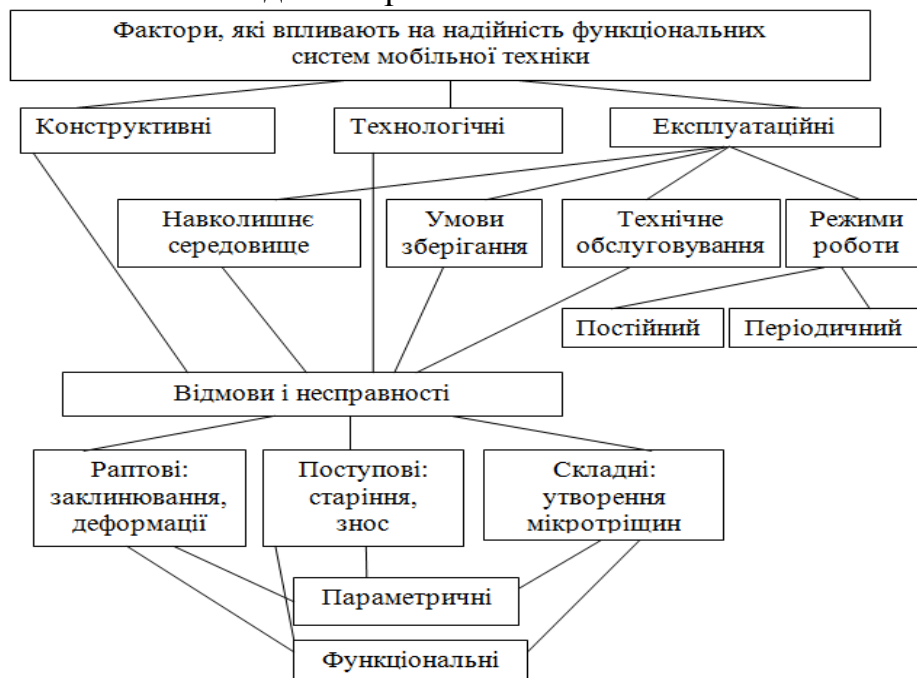 Фактори, які впливають на надійність функціональних
систем мобільної техніки
Конструктивні
Технологічні
Експлуатаційні
Навколишнє
середовище
Умови
зберігання
Технічне
обслуговування
Режими
роботи
Постійний
Періодичний
Відмови і несправності
Раптові:
заклинювання,
деформації
Поступові:
старіння,
знос
Складні:
утворення
мікротріщин
Параметричні
Функціональні